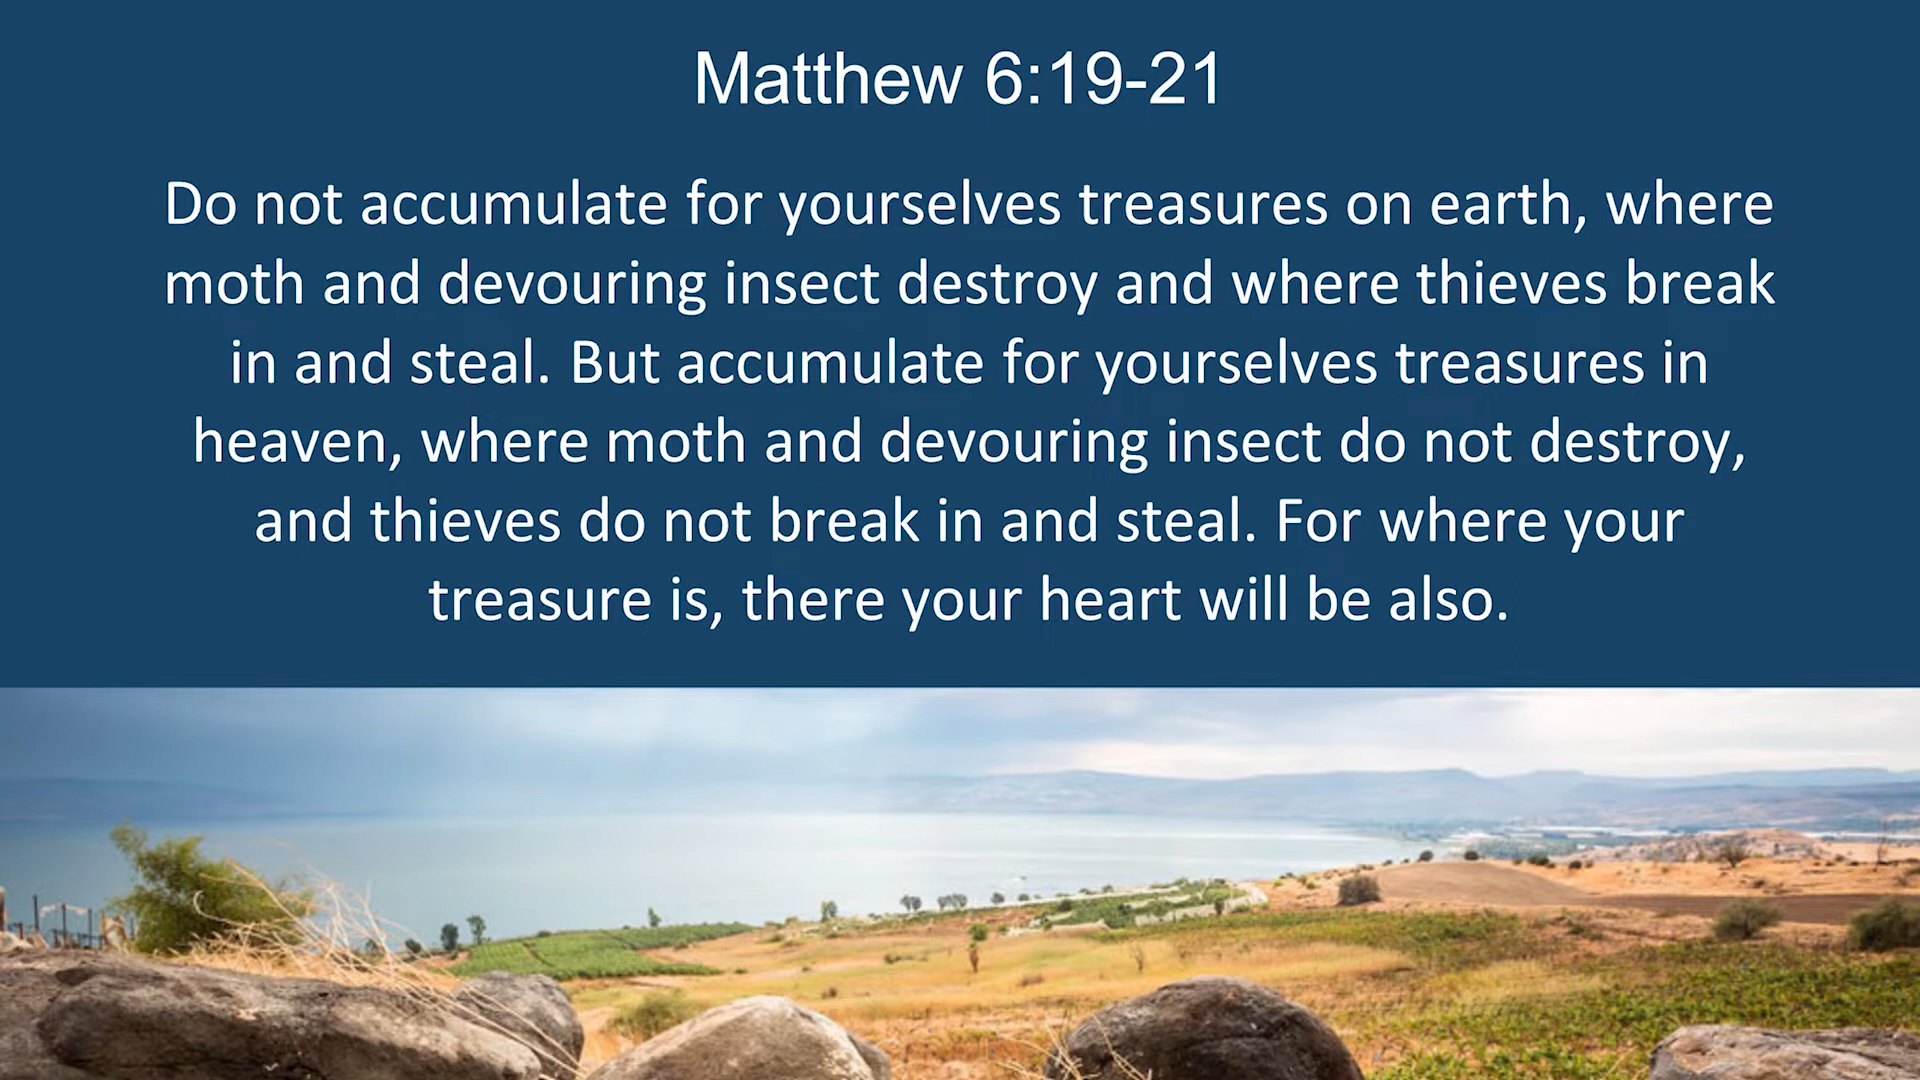 Matthew 6:19-21
Do not accumulate for yourselves treasures on earth, where
moth and devouring insect destroy and where thieves break
in and steal. But accumulate for yourselves treasures in
heaven, where moth and devouring insect do not destroy,
and thieves do not break in and steal. For where your
treasure is, there your heart will be also.